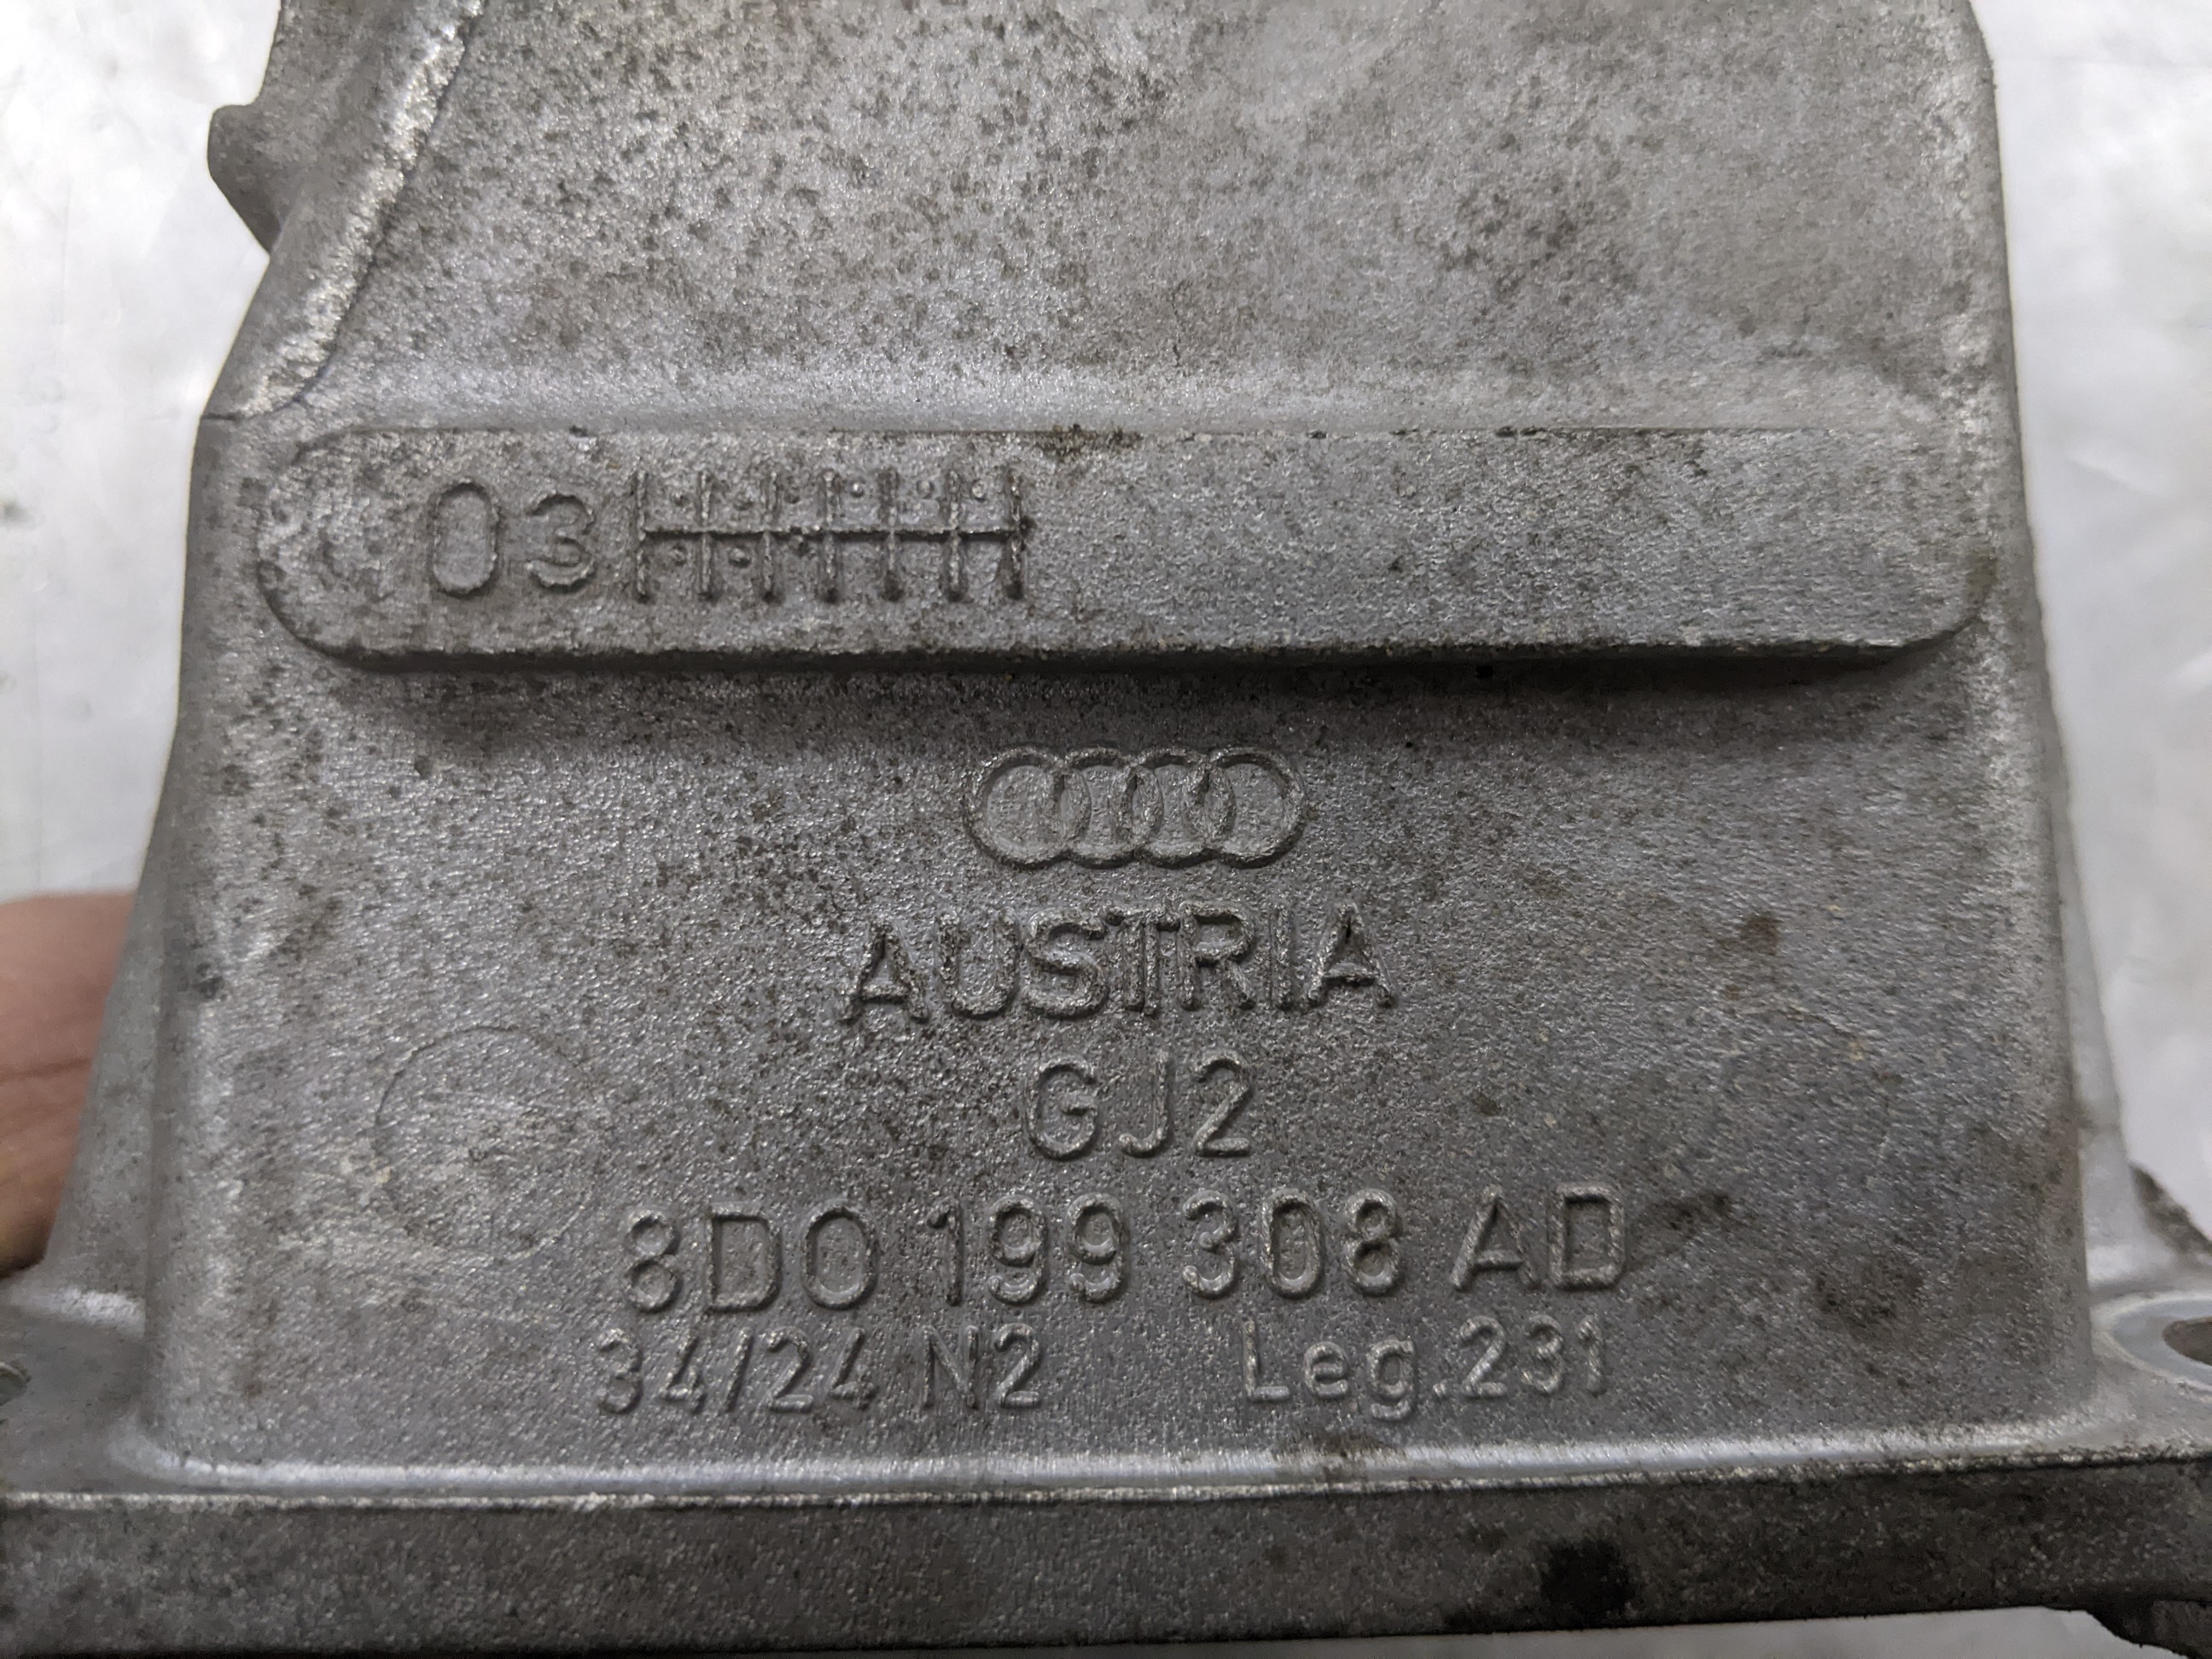 03
AUSTRIA
GJ2
8D0 199 308 AD
34/24 N2 Leg.231